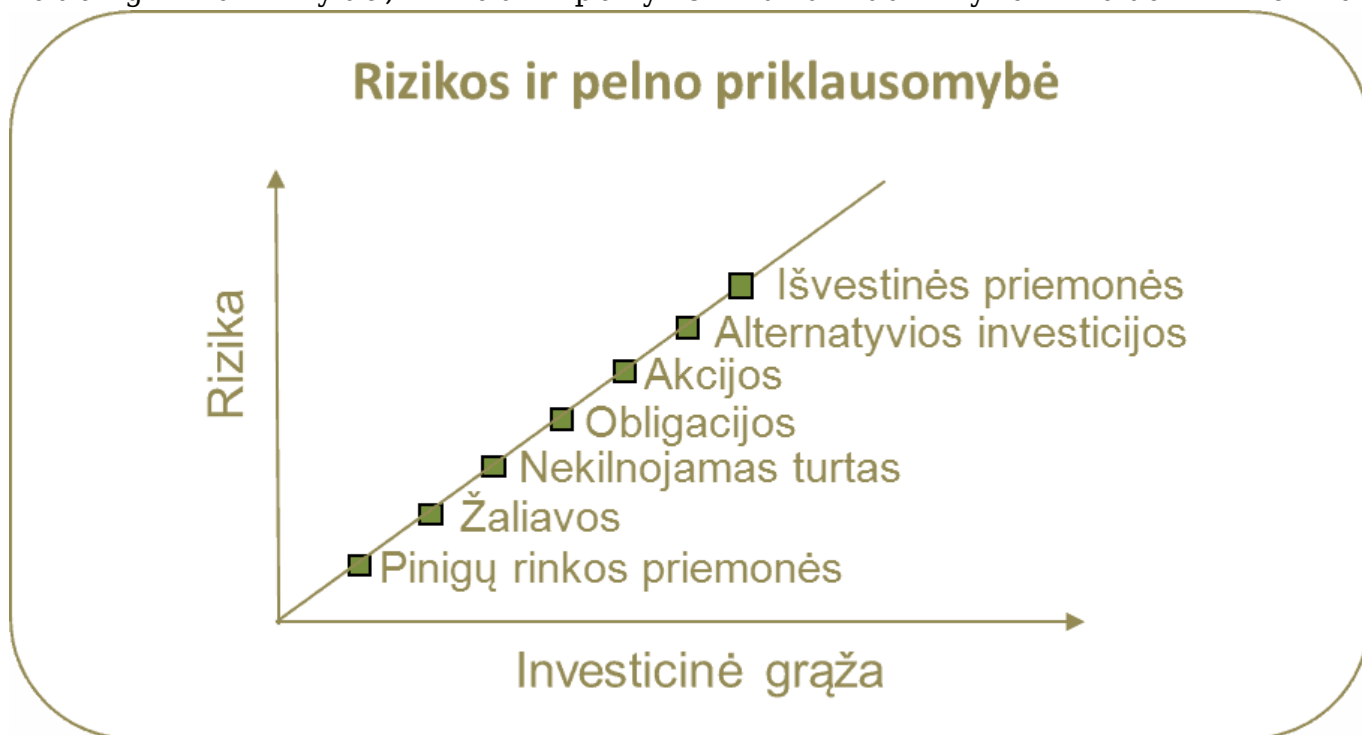 Rizikos ir pelno priklausomybė
Rizika
Išvestinės priemonės
Alternatyvios investicijos
Akcijos
Obligacijos
Nekilnojamas turtas
Žaliavos
Pinigų rinkos priemonės
Investicinė grąža